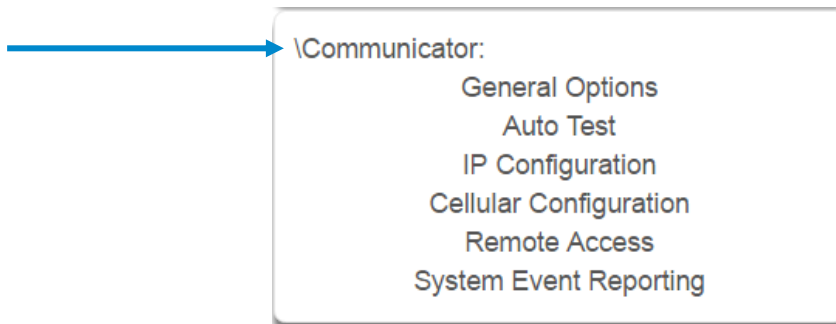 \Communicator:
General Options
Auto Test
IP Configuration
Cellular Configuration
Remote Access
System Event Reporting